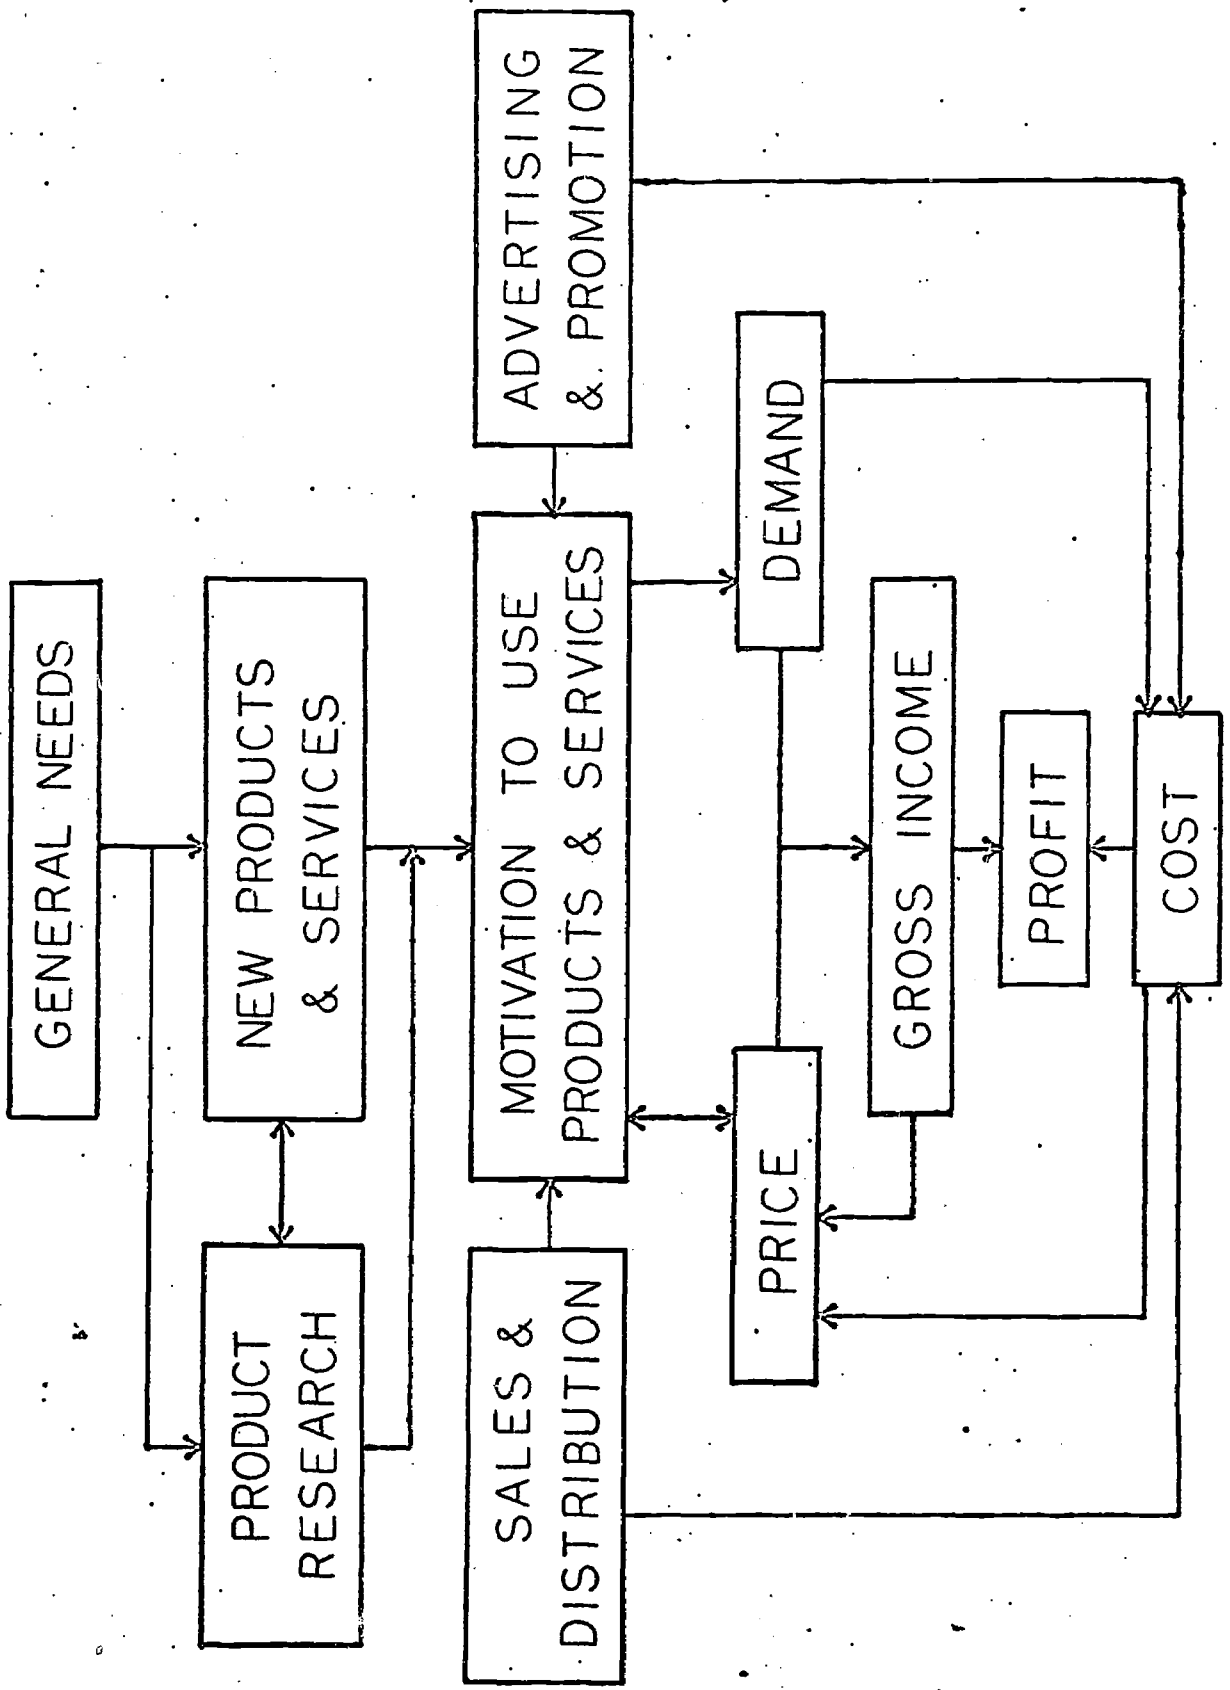 GENERAL NEEDS
PRODUCT
RESEARCH
NEW PRODUCTS
& SERVICES
SALES &
DISTRIBUTION
MOTIVATION TO USE
PRODUCTS & SERVICES
ADVERTISING
&. PROMOTION
PRICE
DEMAND
GROSS INCOME
PROFIT
COST